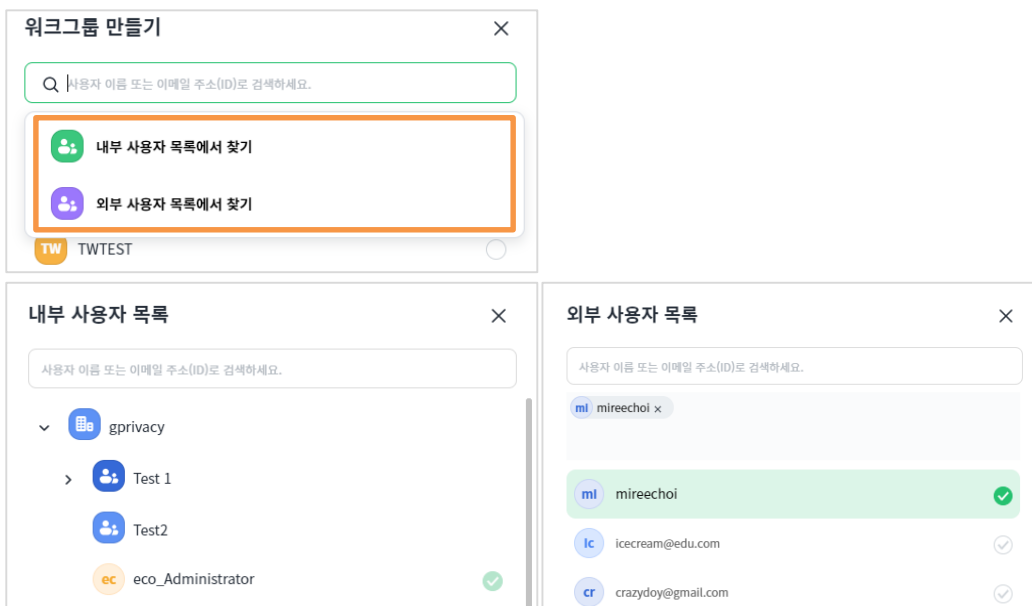 워크그룹 만들기
사용자 이름 또는 이메일 주소(ID)로 검색하세요.
내부 사용자 목록에서 찾기
외부 사용자 목록에서 찾기
TW TWTEST
내부 사용자 목록
사용자 이름 또는 이메일 주소(ID)로 검색하세요.
gprivacy
Test 1
Test2
ec eco_Administrator
외부 사용자 목록
사용자 이름 또는 이메일 주소(ID)로 검색하세요.
ml mireechoi ×
ml mireechoi
lc icecream@edu.com
cr crazydoy@gmail.com